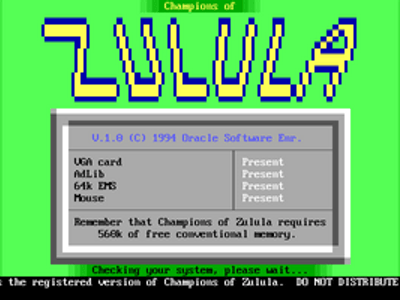 Champions of
ZULULA
V.1.0 (C) 1994 Oracle Software Enr.
VGA card Present
AdLib Present
64k EMS Present
Mouse Present
Remember that Champions of Zulula requires
560k of free conventional memory.
Checking your system, please wait...
the registered version of Champions of Zulula. DO NOT DISTRIBUTE